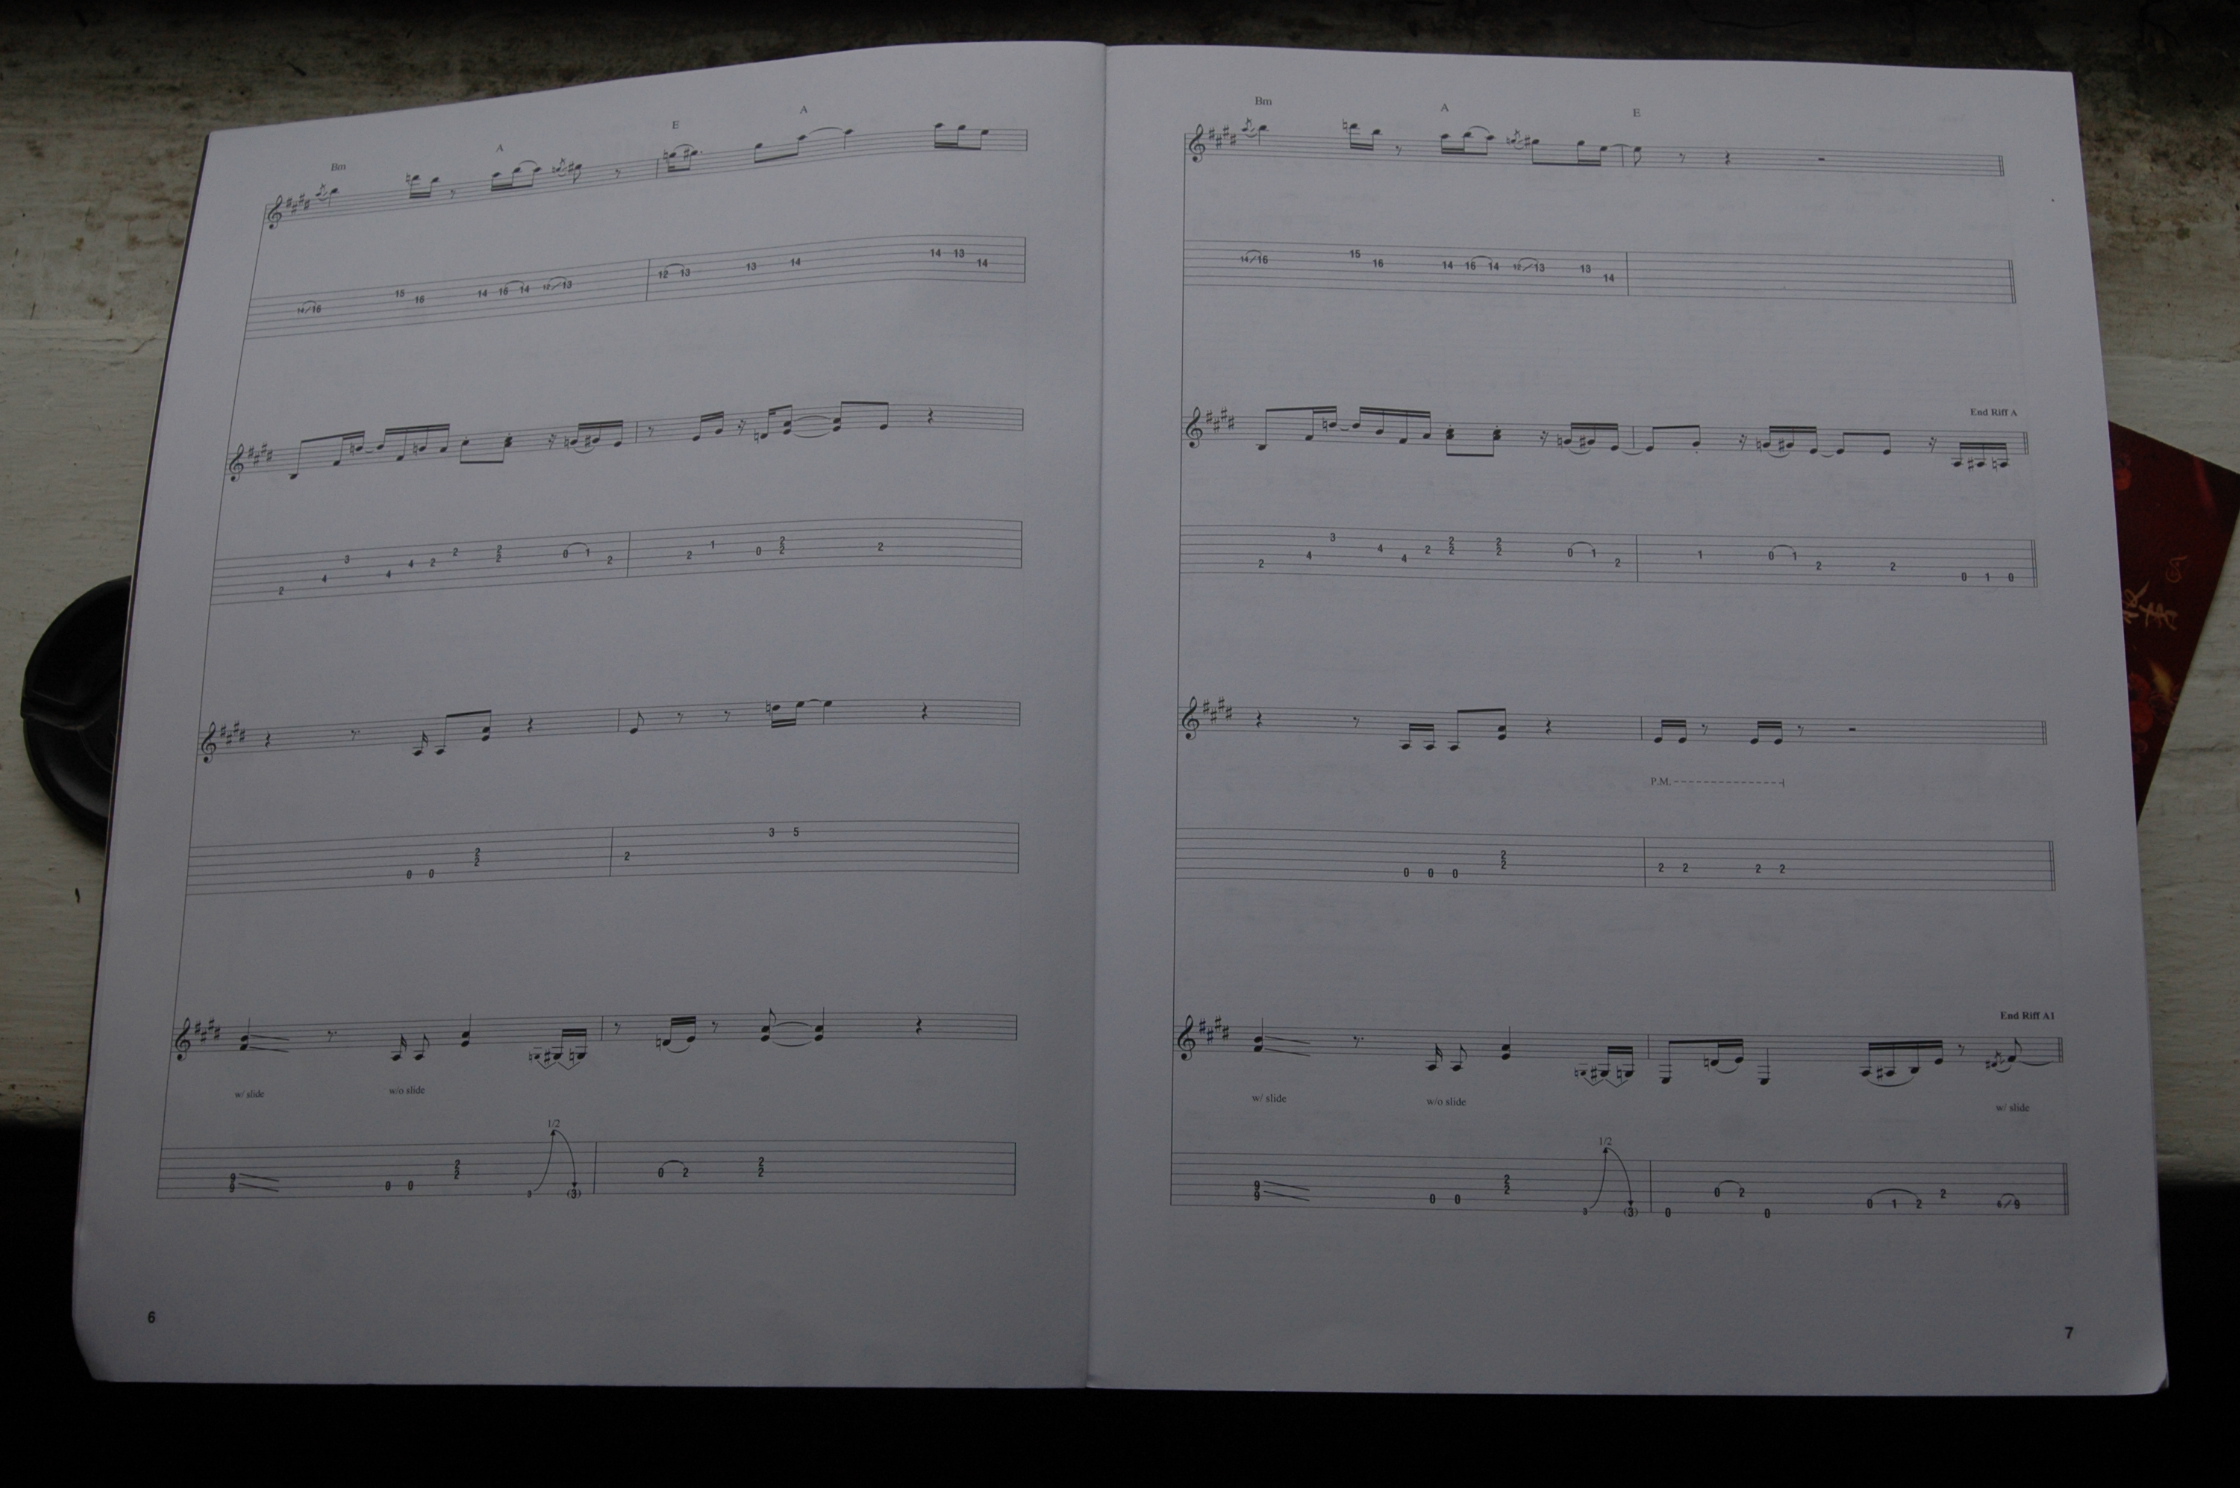 Bm A E A
14 16 15 16 14 16 14 12 13 12 13 13 14 14 13 14
2 4 3 4 4 2 2 2 2 0 1 2 2 1 0 2 2 2
0 0 2 2 2 3 5
w/ slide w/o slide
1/2
9 9 0 0 2 2 3 (3) 0 2 2 2
6
Bm A E
14 16 15 16 14 16 14 12 13 13 14
End Riff A
2 4 3 4 4 2 2 2 2 2 0 1 2 1 0 1 2 2 0 1 0
P.M.
0 0 0 2 2 2 2 2 2
End Riff A1
w/ slide w/o slide w/ slide
1/2
9 9 0 0 2 2 3 (3) 0 0 2 0 0 1 2 2 6 9
7